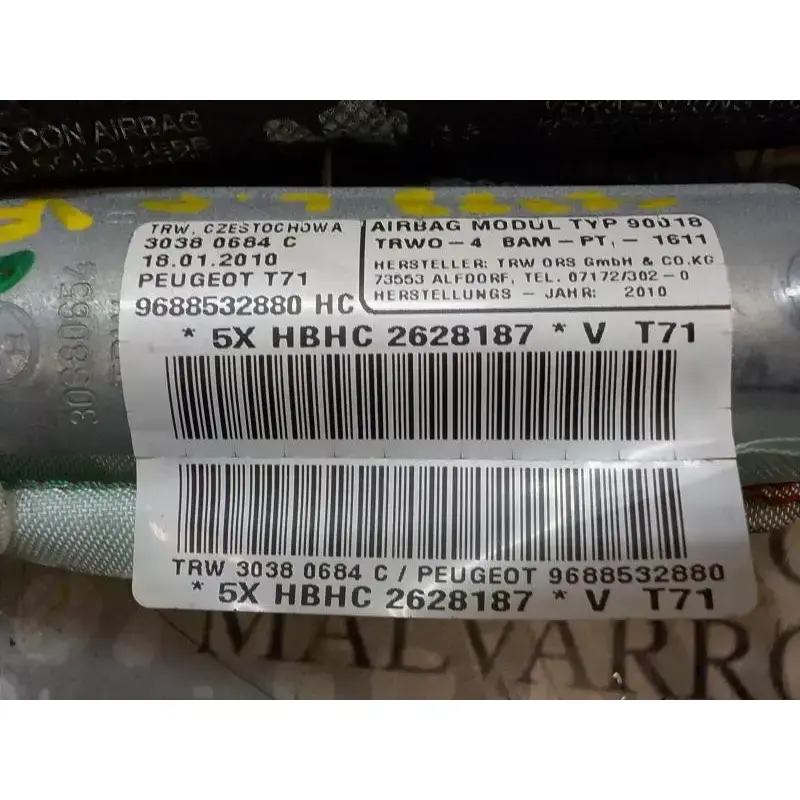 S CON AIRBAG
TRW, CZESTOCHOWA
3038 0684 C
18.01.2010
PEUGEOT T71
9688532880 HC
AIRBAG MODUL TYP 90018
TRWO-4 BAM-PT,-1611
HERSTELLER: TRW ORS GmbH & CO.KG
73553 ALFDORF, TEL. 07172/302-0
HERSTELLUNGS-JAHR: 2010
* 5X HBHC 2628187 * V T71
TRW 3038 0684 C / PEUGEOT 9688532880
* 5X HBHC 2628187 * V T71
30380654
MALVARRO